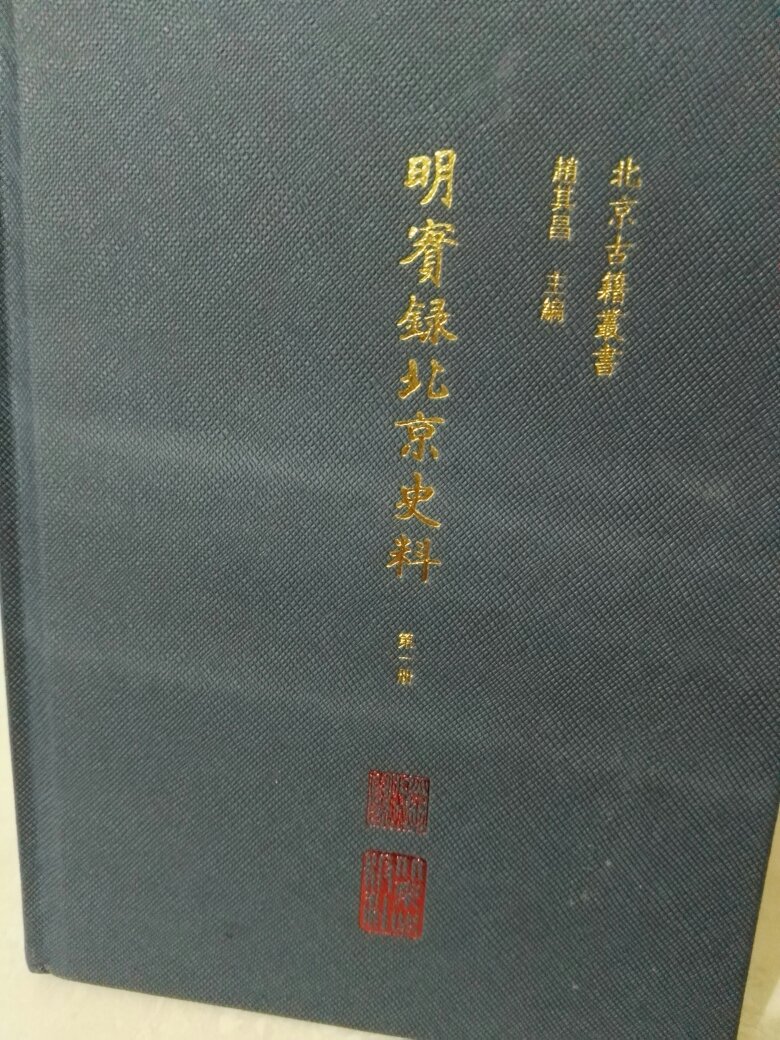 北京古籍叢書
趙其昌 主編
明實録北京史料
第一册